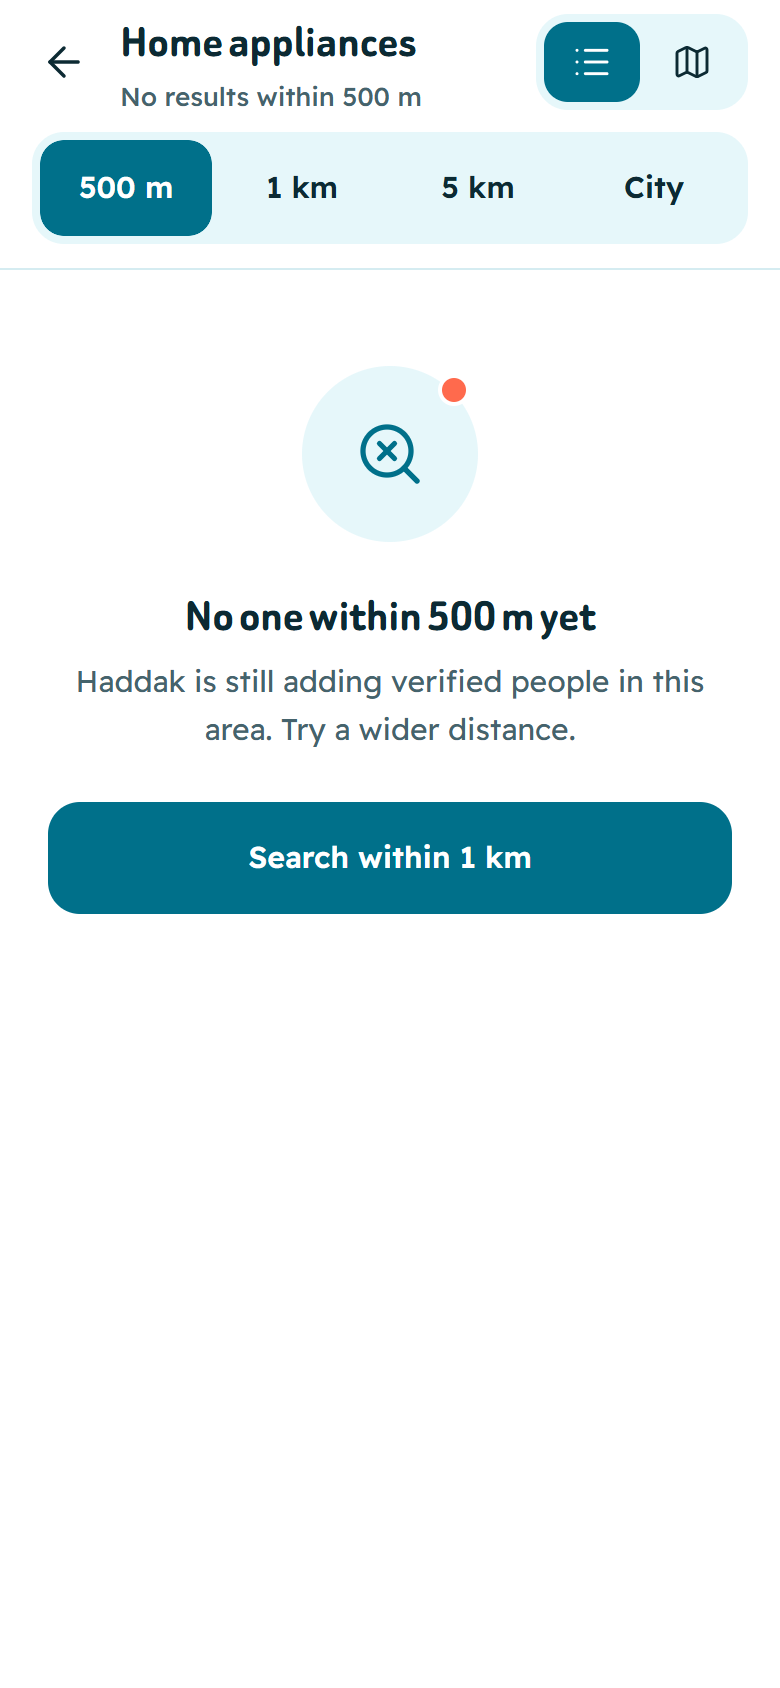 Home appliances
No results within 500 m
500 m
1 km
5 km
City
No one within 500 m yet
Haddak is still adding verified people in this
area. Try a wider distance.
Search within 1 km